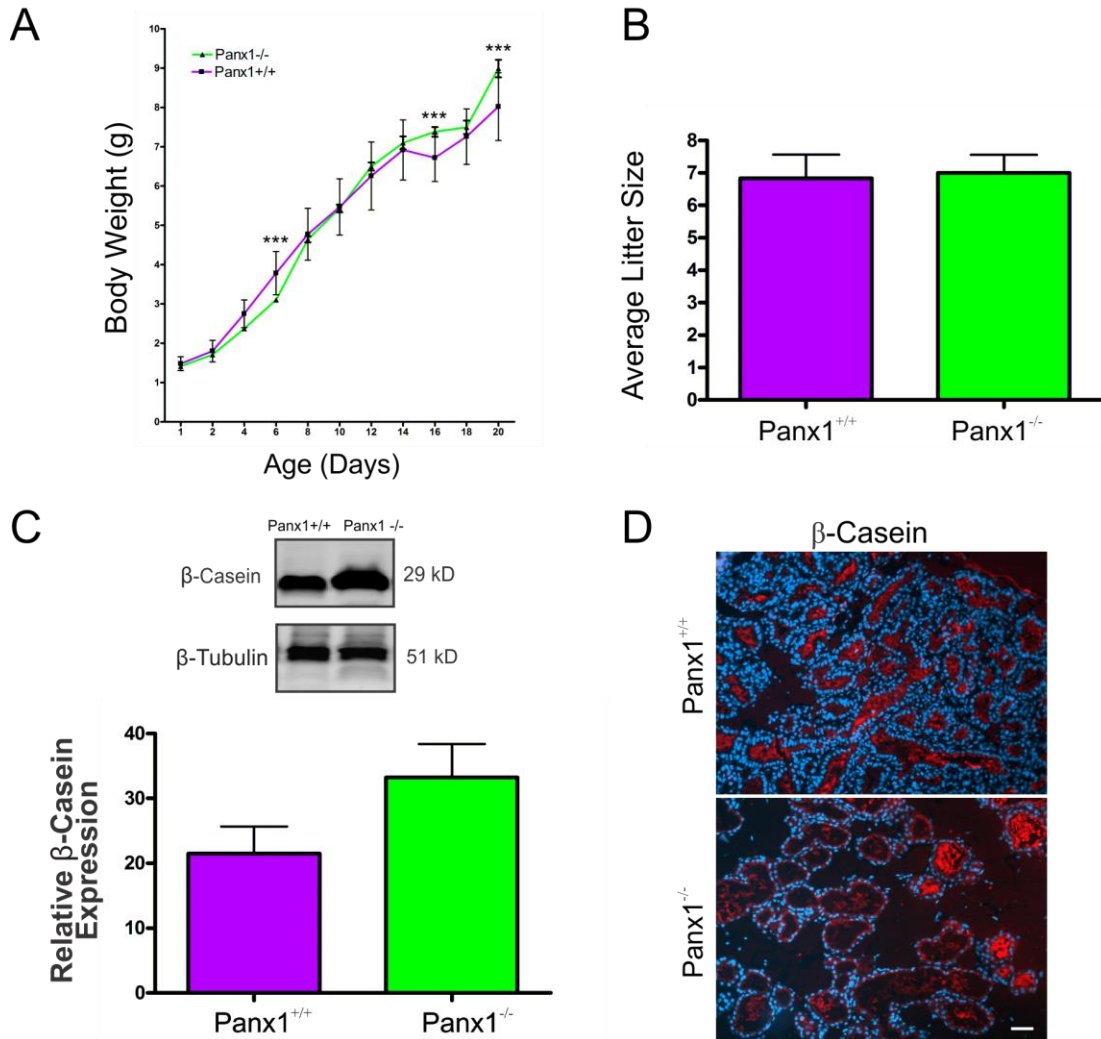 A
Panx1-/-
Panx1+/+
***
***
***
10
9
8
7
6
5
4
3
2
1
0
1 2 4 6 8 10 12 14 16 18 20
Body Weight (g)
Age (Days)
B
8
7
6
5
4
3
2
1
0
Average Litter Size
Panx1+/+ Panx1-/-
C
Panx1+/+ Panx1 -/-
β-Casein 29 kD
β-Tubulin 51 kD
40
30
20
10
0
Relative β-Casein
Expression
Panx1+/+ Panx1-/-
D
β-Casein
Panx1+/+
Panx1-/-